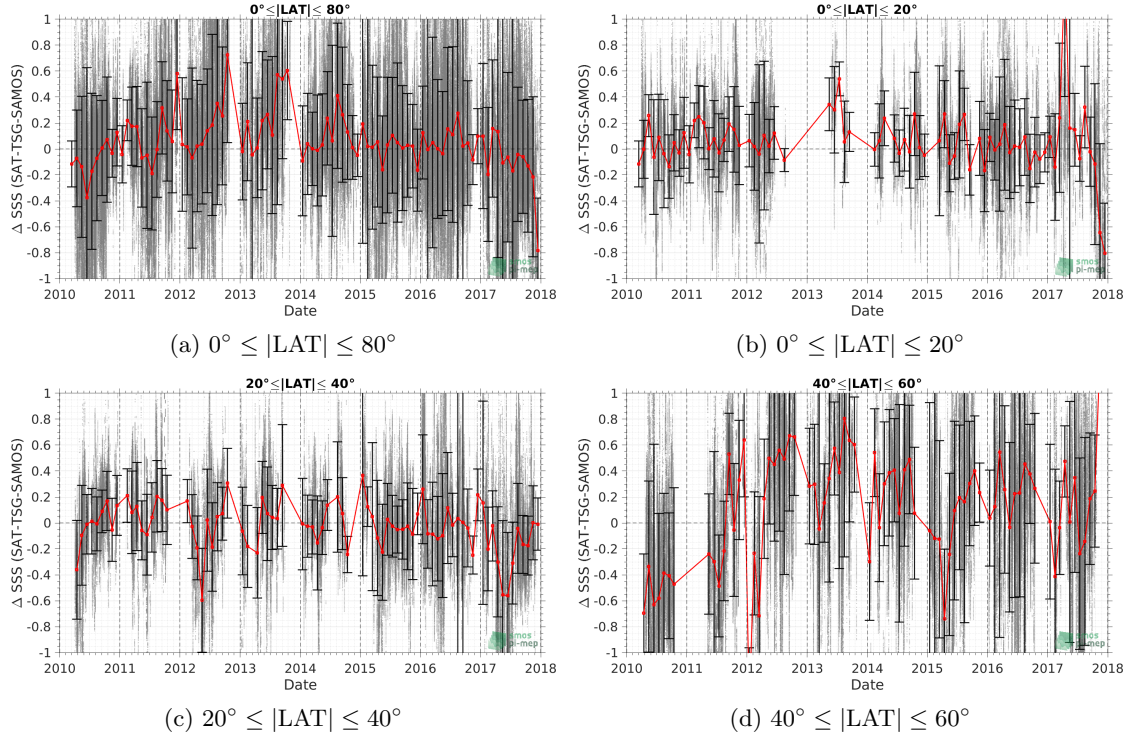 0°≤|LAT|≤ 80°
Δ SSS (SAT-TSG-SAMOS)
1
0.8
0.6
0.4
0.2
0
-0.2
-0.4
-0.6
-0.8
-1
2010 2011 2012 2013 2014 2015 2016 2017 2018
Date
smos
pi-mep
(a) 0° ≤ |LAT| ≤ 80°
0°≤|LAT|≤ 20°
Δ SSS (SAT-TSG-SAMOS)
1
0.8
0.6
0.4
0.2
0
-0.2
-0.4
-0.6
-0.8
-1
2010 2011 2012 2013 2014 2015 2016 2017 2018
Date
smos
pi-mep
(b) 0° ≤ |LAT| ≤ 20°
20°≤|LAT|≤ 40°
Δ SSS (SAT-TSG-SAMOS)
1
0.8
0.6
0.4
0.2
0
-0.2
-0.4
-0.6
-0.8
-1
2010 2011 2012 2013 2014 2015 2016 2017 2018
Date
smos
pi-mep
(c) 20° ≤ |LAT| ≤ 40°
40°≤|LAT|≤ 60°
Δ SSS (SAT-TSG-SAMOS)
1
0.8
0.6
0.4
0.2
0
-0.2
-0.4
-0.6
-0.8
-1
2010 2011 2012 2013 2014 2015 2016 2017 2018
Date
smos
pi-mep
(d) 40° ≤ |LAT| ≤ 60°